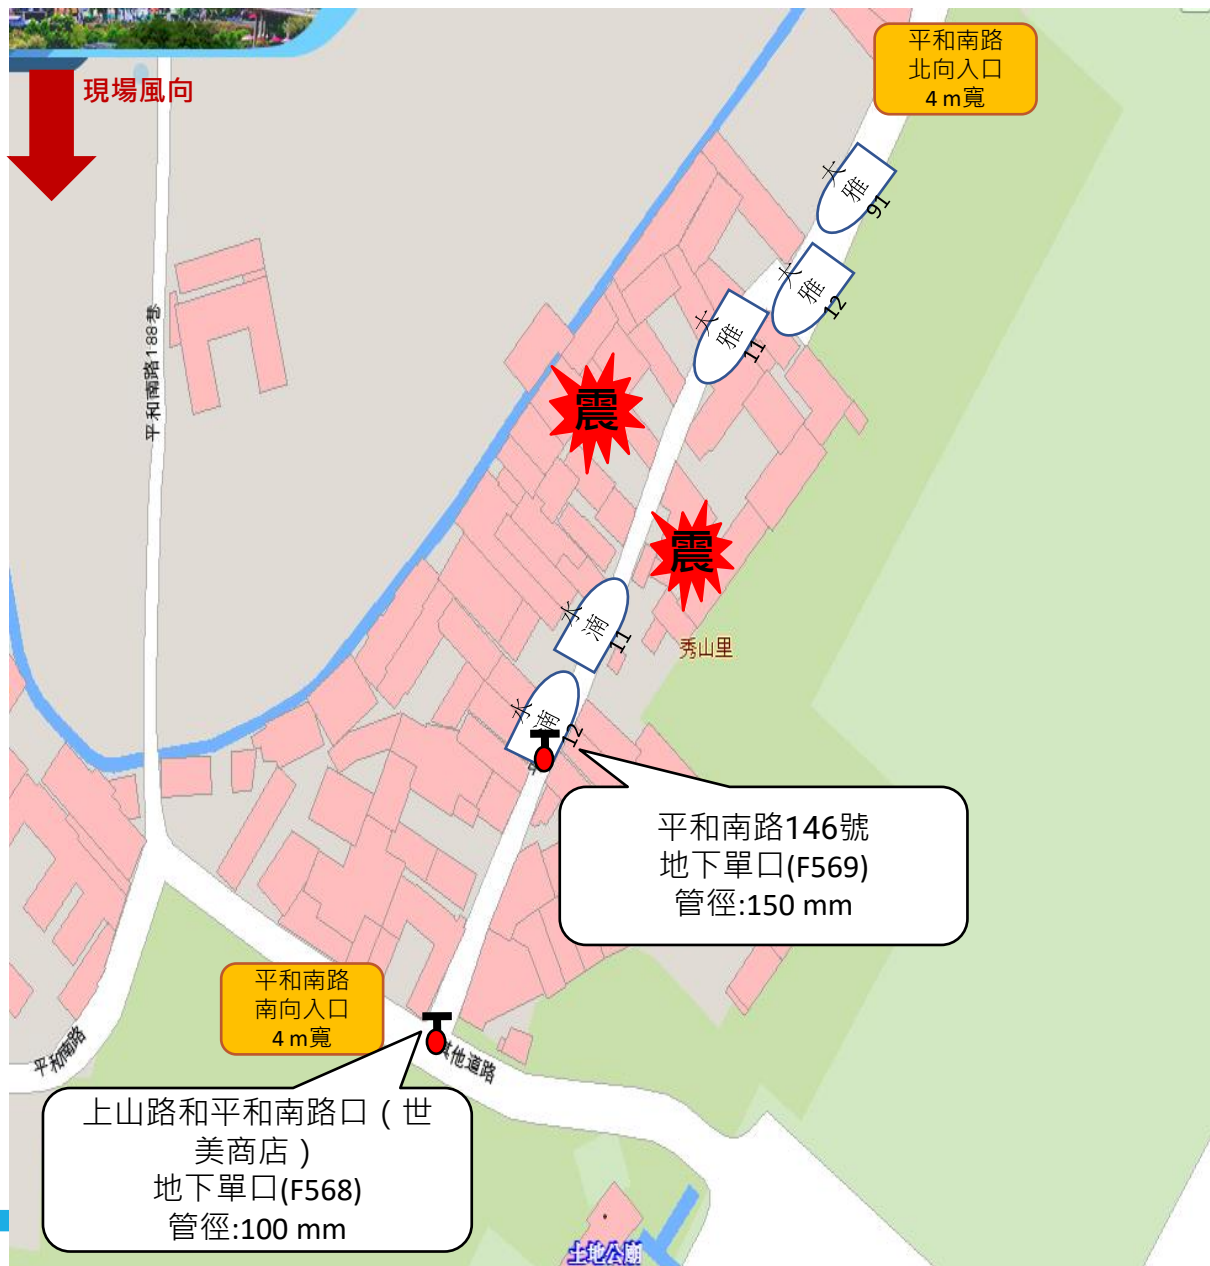 現場風向
平和南路
北向入口
4 m寬
大雅
91
大雅
12
大雅
11
平和南路188巷
震
震
水湳
11
秀山里
水湳
12
平和南路146號
地下單口(F569)
管徑:150 mm
平和南路
南向入口
4 m寬
平和南路
其他道路
上山路和平和南路口（世
美商店）
地下單口(F568)
管徑:100 mm
土地公廟